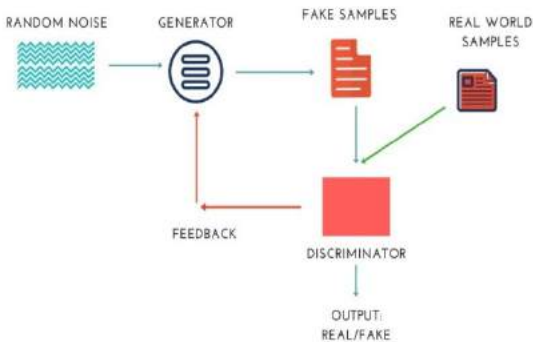 RANDOM NOISE
GENERATOR
FAKE SAMPLES
REAL WORLD
SAMPLES
FEEDBACK
DISCRIMINATOR
OUTPUT:
REAL/FAKE